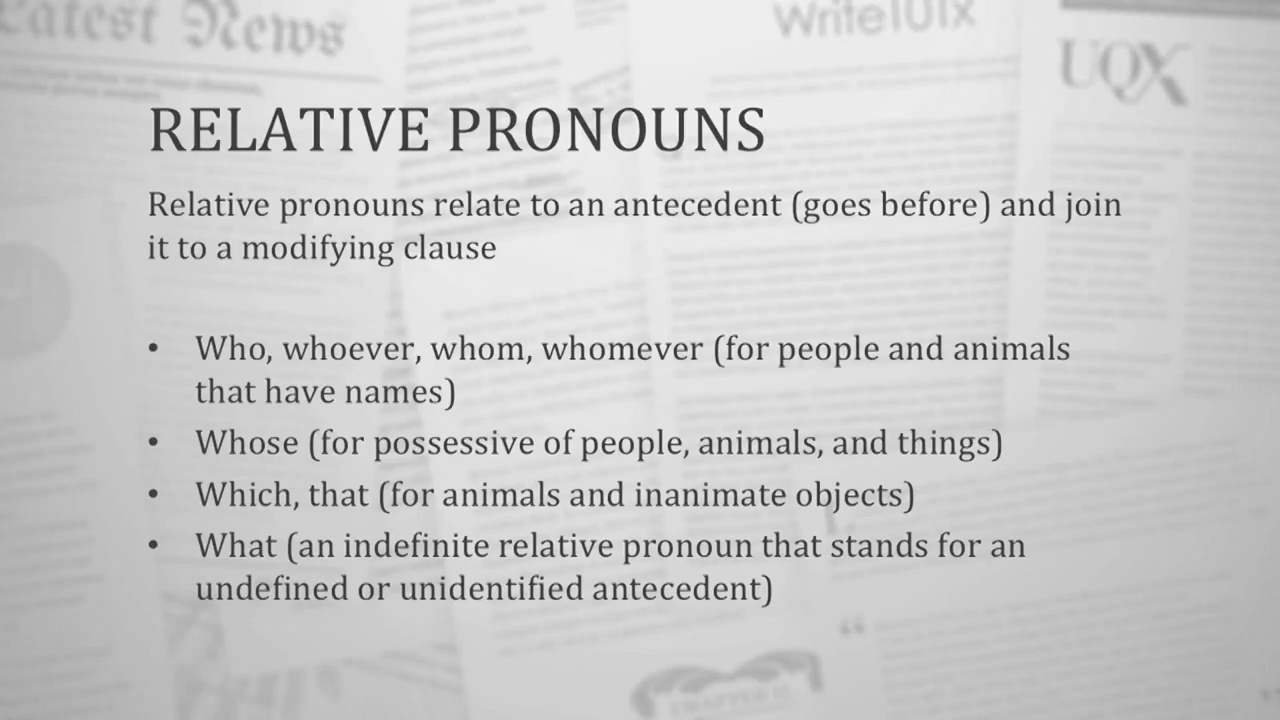 Latest News
Write101x
UQX
RELATIVE PRONOUNS
Relative pronouns relate to an antecedent (goes before) and join
it to a modifying clause
• Who, whoever, whom, whomever (for people and animals
that have names)
• Whose (for possessive of people, animals, and things)
• Which, that (for animals and inanimate objects)
• What (an indefinite relative pronoun that stands for an
undefined or unidentified antecedent)